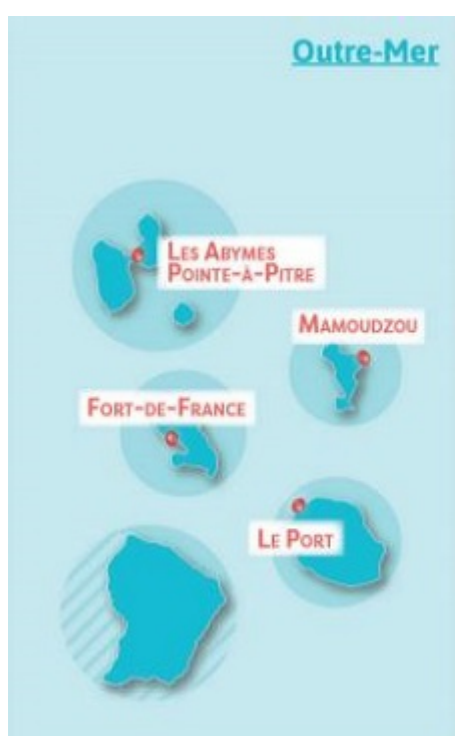 Outre-Mer
Les Abymes
Pointe-à-Pitre
Mamoudzou
Fort-de-France
Le Port